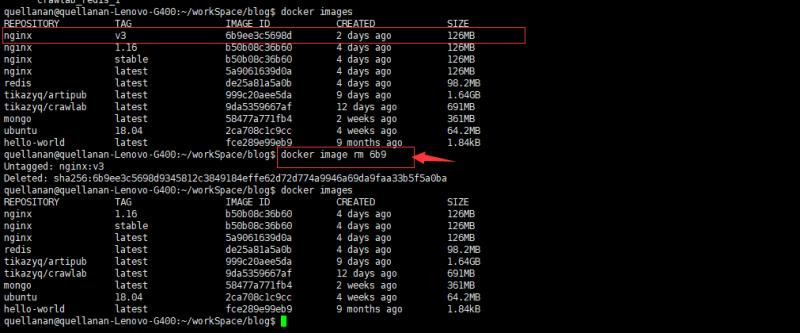 crawlab_redis_1
quellanan@quellanan-Lenovo-G400:~/workSpace/blog$ docker images
REPOSITORY TAG IMAGE ID CREATED SIZE
nginx v3 6b9ee3c5698d 2 days ago 126MB
nginx 1.16 b50b08c36b60 4 days ago 126MB
nginx stable b50b08c36b60 4 days ago 126MB
nginx latest 5a9061639d0a 4 days ago 126MB
redis latest de25a81a5a0b 4 days ago 98.2MB
tikazyq/artipub latest 999c20aee5da 9 days ago 1.64GB
tikazyq/crawlab latest 9da5359667af 12 days ago 691MB
mongo latest 58477a771fb4 2 weeks ago 361MB
ubuntu 18.04 2ca708c1c9cc 4 weeks ago 64.2MB
hello-world latest fce289e99eb9 9 months ago 1.84kB
quellanan@quellanan-Lenovo-G400:~/workSpace/blog$ docker image rm 6b9
Untagged: nginx:v3
Deleted: sha256:6b9ee3c5698d9345812c3849184effe62d72d774a9946a69da9faa33b5f5a0ba
quellanan@quellanan-Lenovo-G400:~/workSpace/blog$ docker images
REPOSITORY TAG IMAGE ID CREATED SIZE
nginx 1.16 b50b08c36b60 4 days ago 126MB
nginx stable b50b08c36b60 4 days ago 126MB
nginx latest 5a9061639d0a 4 days ago 126MB
redis latest de25a81a5a0b 4 days ago 98.2MB
tikazyq/artipub latest 999c20aee5da 9 days ago 1.64GB
tikazyq/crawlab latest 9da5359667af 12 days ago 691MB
mongo latest 58477a771fb4 2 weeks ago 361MB
ubuntu 18.04 2ca708c1c9cc 4 weeks ago 64.2MB
hello-world latest fce289e99eb9 9 months ago 1.84kB
quellanan@quellanan-Lenovo-G400:~/workSpace/blog$